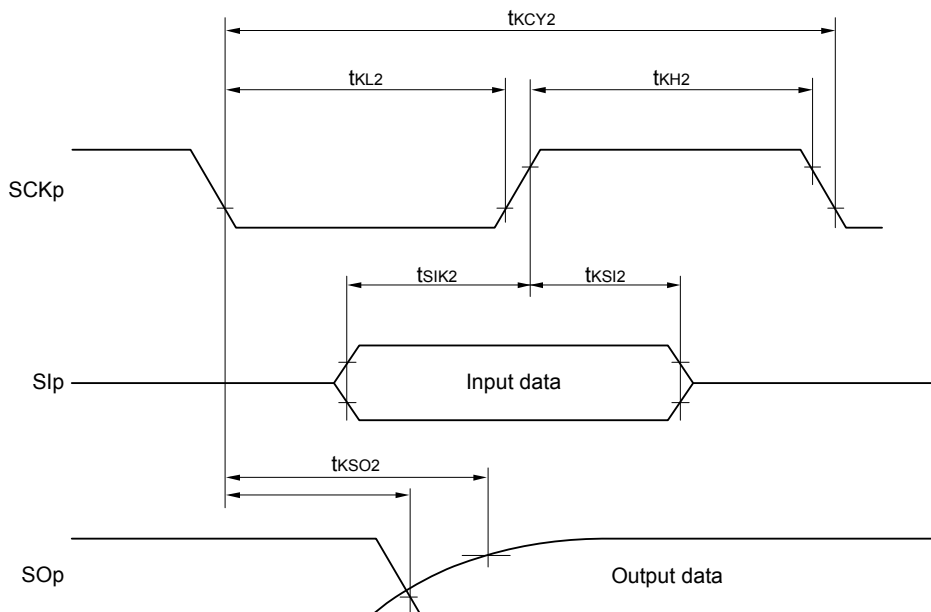 tKCY2
tKL2
tKH2
SCKp
tSIK2
tKSI2
SIp
Input data
tKSO2
SOp
Output data